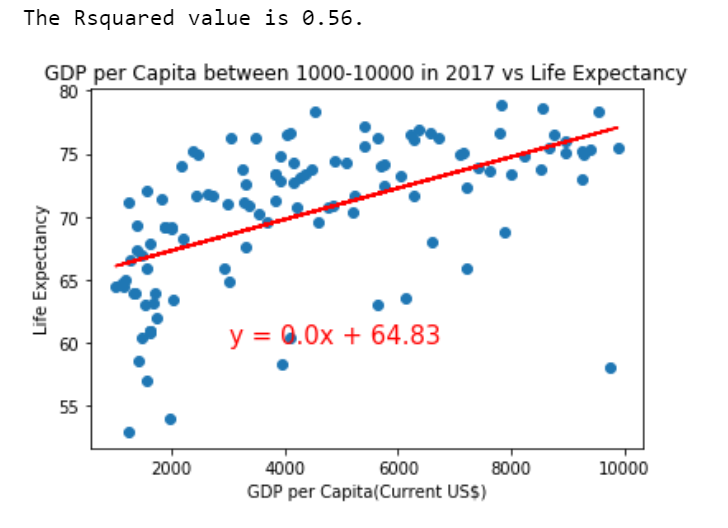 The Rsquared value is 0.56.
GDP per Capita between 1000-10000 in 2017 vs Life Expectancy
80
75
70
65
60
55
Life Expectancy
y = 0.0x + 64.83
2000 4000 6000 8000 10000
GDP per Capita(Current US$)